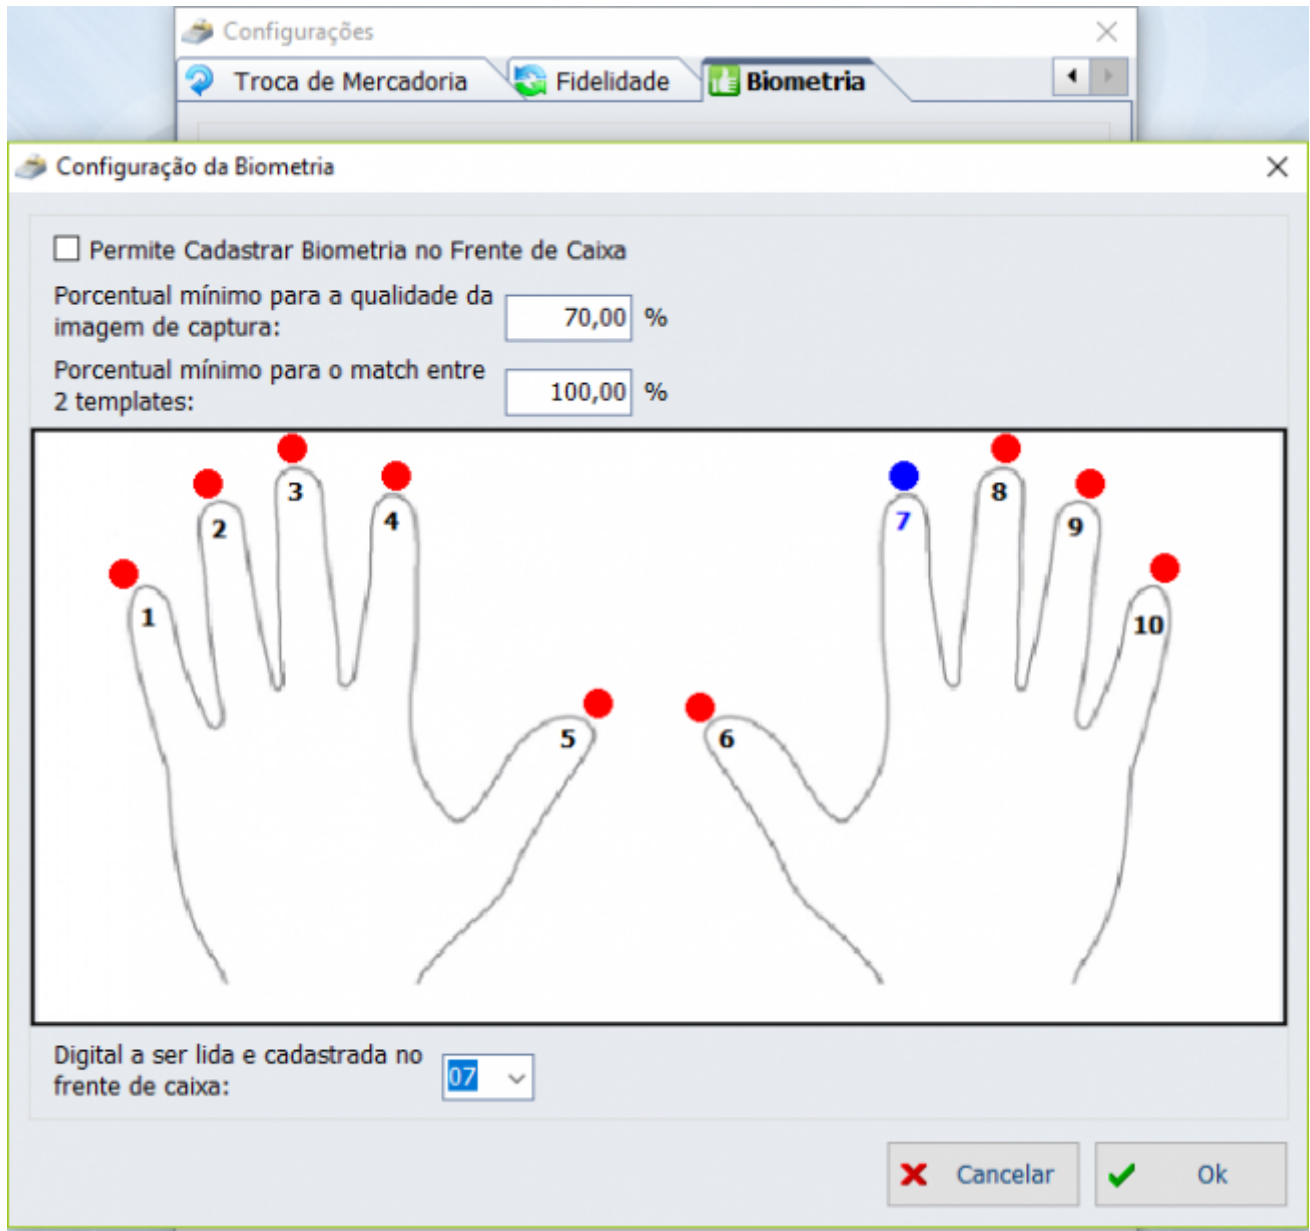 Configurações
Troca de Mercadoria Fidelidade Biometria
Configuração da Biometria
Permite Cadastrar Biometria no Frente de Caixa
Porcentual mínimo para a qualidade da
imagem de captura:
70,00 %
Porcentual mínimo para o match entre
2 templates:
100,00 %
1
2
3
4
5
6
7
8
9
10
Digital a ser lida e cadastrada no
frente de caixa:
07
Cancelar
Ok